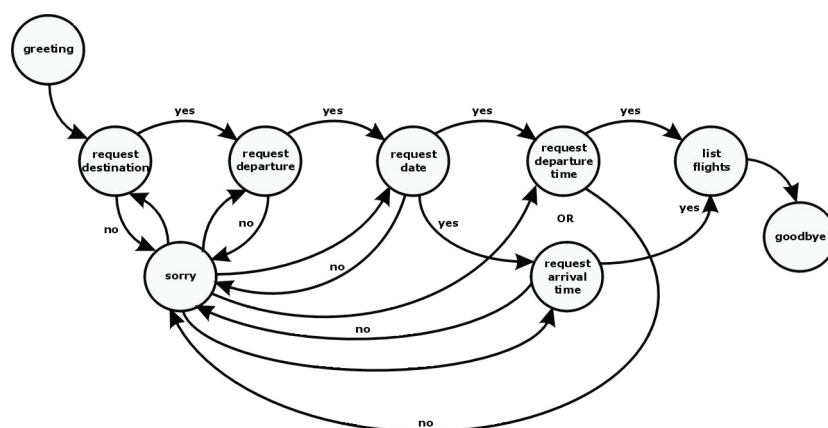 greeting
yes
yes
yes
yes
request
destination
request
departure
request
date
request
departure
time
list
flights
no
no
yes
OR
yes
goodbye
sorry
no
request
arrival
time
no
no